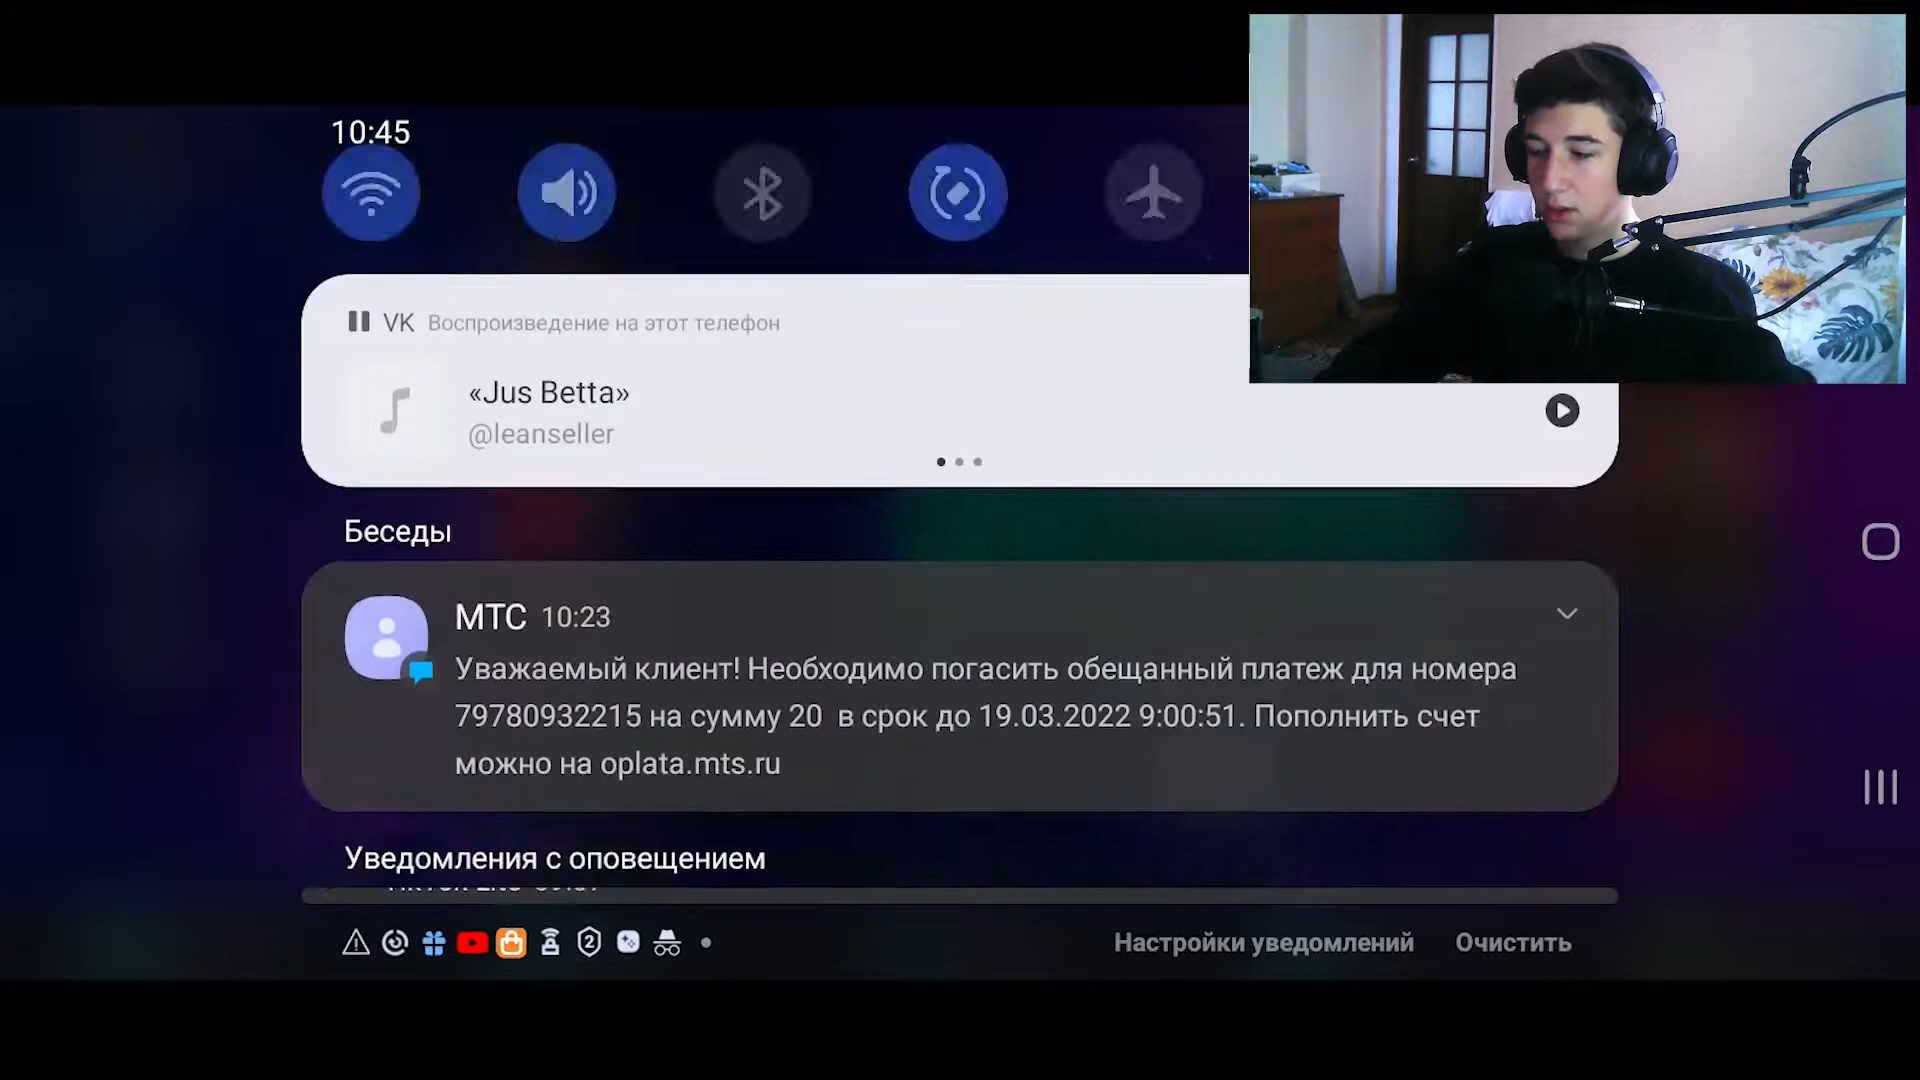 10:45
VK Воспроизведение на этот телефон
«Jus Betta»
@leanseller
Беседы
МТС 10:23
Уважаемый клиент! Необходимо погасить обещанный платеж для номера
79780932215 на сумму 20 в срок до 19.03.2022 9:00:51. Пополнить счет
можно на oplata.mts.ru
Уведомления с оповещением
2
Настройки уведомлений Очистить